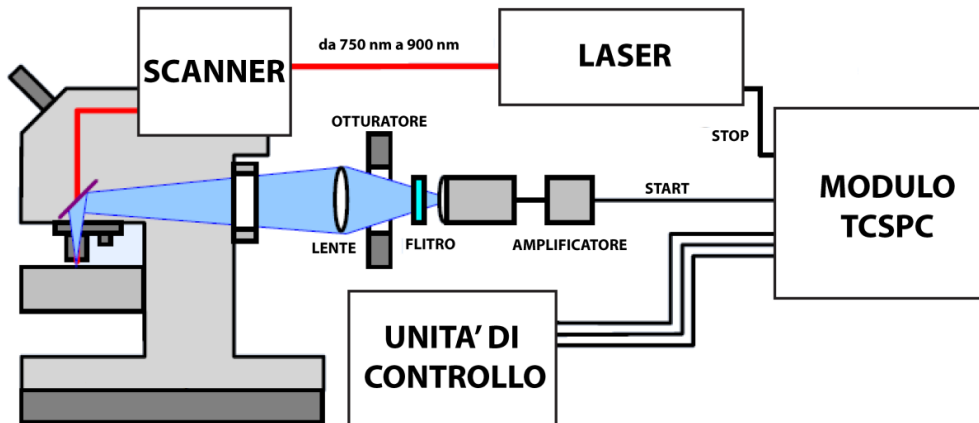 da 750 nm a 900 nm
SCANNER
LASER
OTTURATORE
STOP
START
MODULO
TCSPC
LENTE
FLITRO
AMPLIFICATORE
UNITA’ DI
CONTROLLO